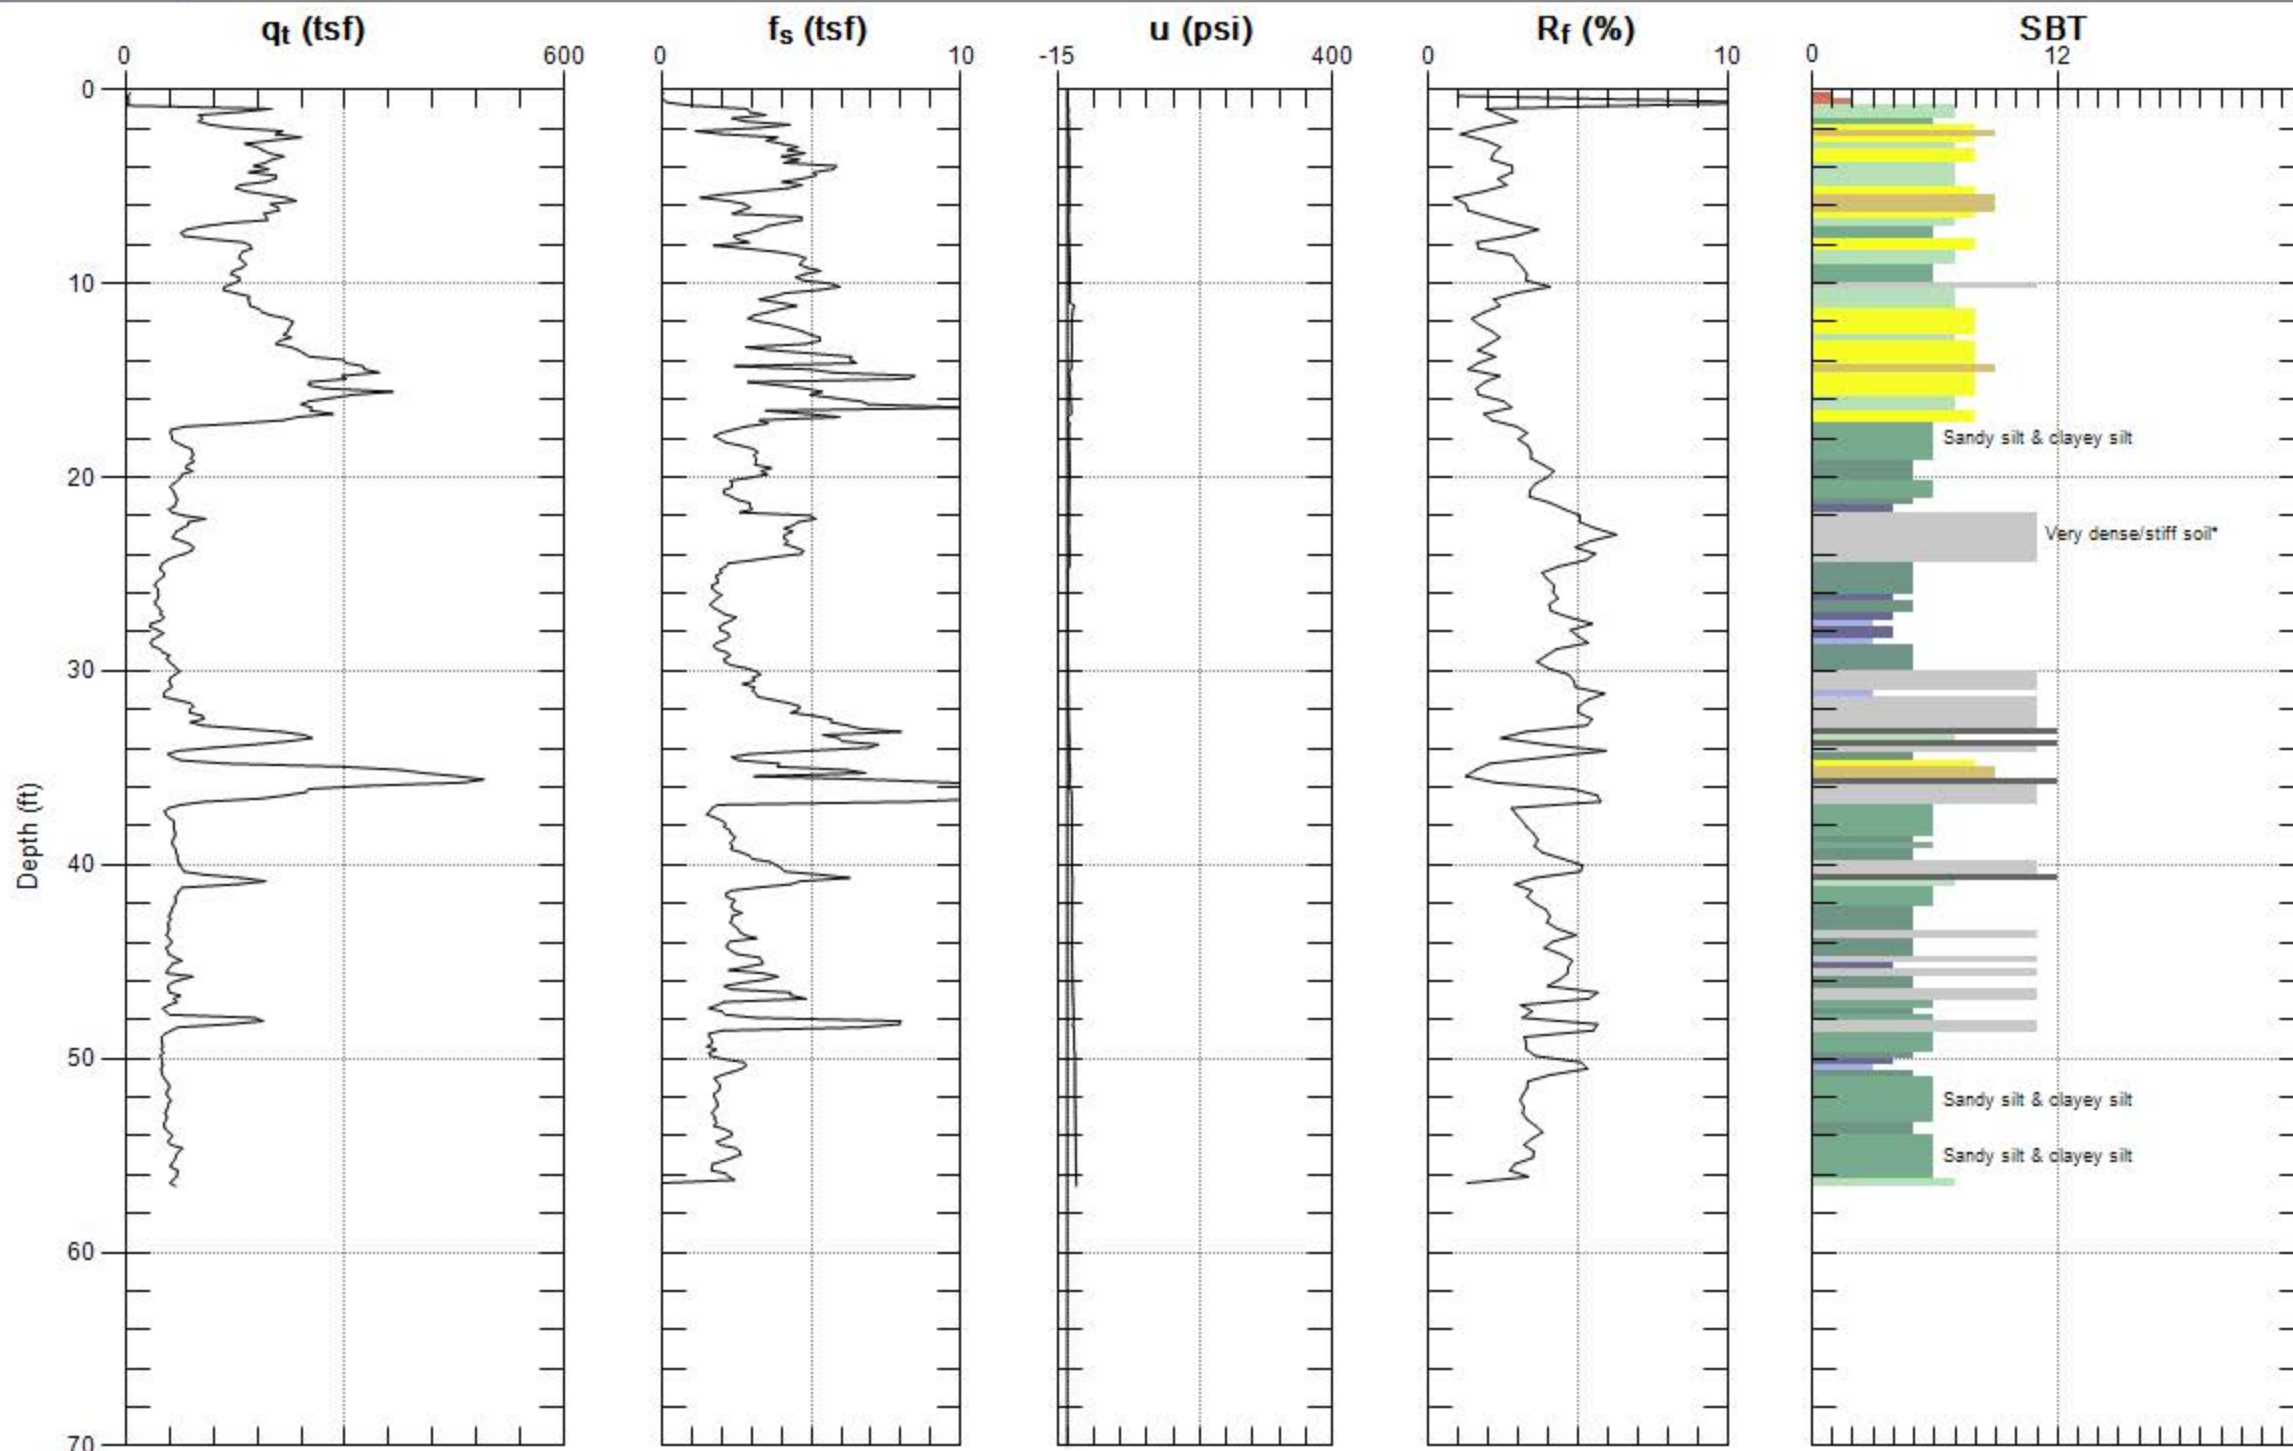 qt (tsf) fs (tsf) u (psi) Rf (%) SBT
0 600 0 10 -15 400 0 10 0 12
0
10
Sandy silt & clayey silt
20
Very dense/stiff soil*
30
Depth (ft)
40
50
Sandy silt & clayey silt
Sandy silt & clayey silt
60
70